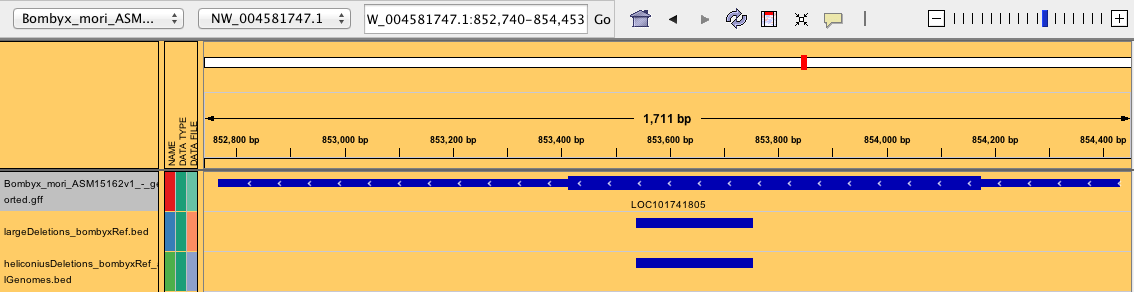 Bombyx_mori_ASM... NW_004581747.1 W_004581747.1:852,740-854,453 Go
NAME
DATA TYPE
DATA FILE
1,711 bp
852,800 bp 853,000 bp 853,200 bp 853,400 bp 853,600 bp 853,800 bp 854,000 bp 854,200 bp 854,400 bp
Bombyx_mori_ASM15162v1_-_ge
orted.gff
LOC101741805
largeDeletions_bombyxRef.bed
heliconiusDeletions_bombyxRef_a
lGenomes.bed